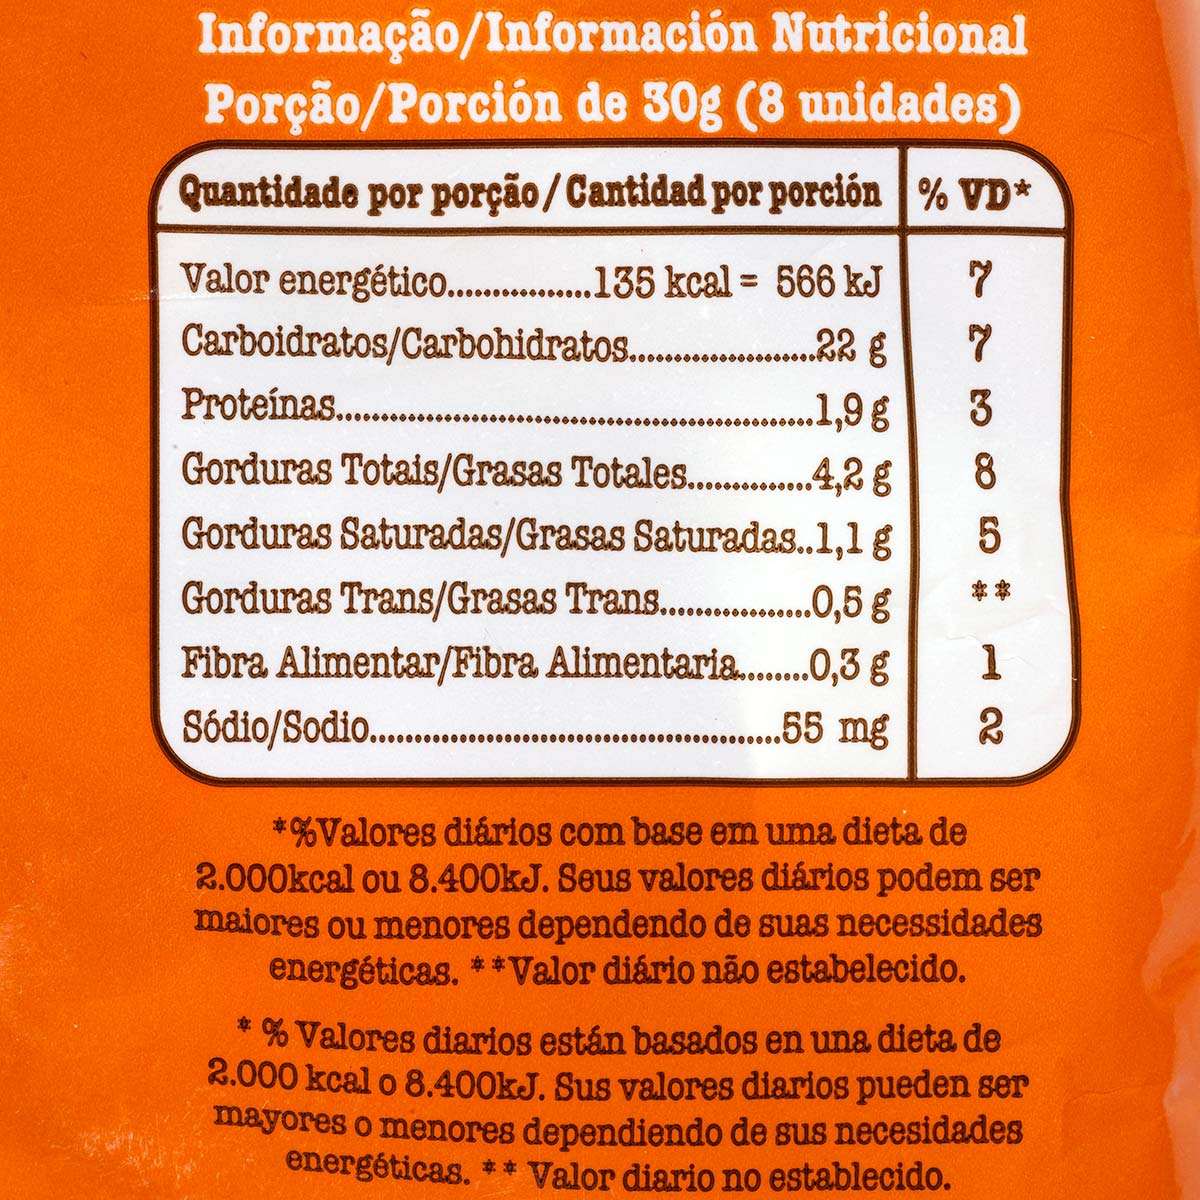 Informação/Información Nutricional
Porção/Porción de 30g (8 unidades)
Quantidade por porção / Cantidad por porción % VD*
Valor energético................135 kcal = 566 kJ 7
Carboidratos/Carbohidratos.....................22 g 7
Proteínas......................................................1,9 g 3
Gorduras Totais/Grasas Totales..............4,2 g 8
Gorduras Saturadas/Grasas Saturadas..1,1 g 5
Gorduras Trans/Grasas Trans.................0,5 g **
Fibra Alimentar/Fibra Alimentaria........0,3 g 1
Sódio/Sodio..............................................55 mg 2
*%Valores diários com base em uma dieta de
2.000kcal ou 8.400kJ. Seus valores diários podem ser
maiores ou menores dependendo de suas necessidades
energéticas. **Valor diário não estabelecido.
* % Valores diarios están basados en una dieta de
2.000 kcal o 8.400kJ. Sus valores diarios pueden ser
mayores o menores dependiendo de sus necesidades
energéticas. ** Valor diario no establecido.